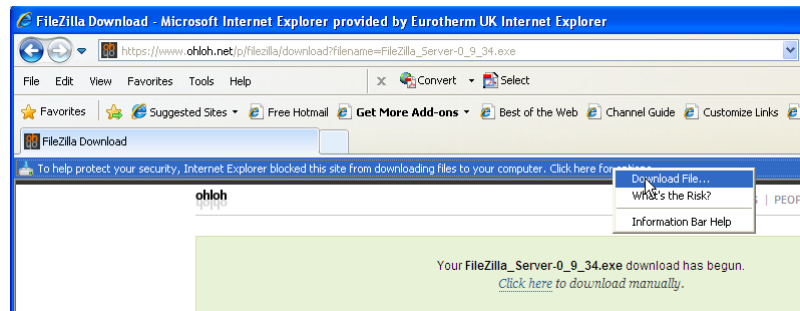 FileZilla Download - Microsoft Internet Explorer provided by Eurotherm UK Internet Explorer
https://www.ohloh.net/p/filezilla/download?filename=FileZilla_Server-0_9_34.exe
File Edit View Favorites Tools Help x Convert Select
Favorites Suggested Sites Free Hotmail Get More Add-ons Best of the Web Channel Guide Customize Links
FileZilla Download
To help protect your security, Internet Explorer blocked this site from downloading files to your computer. Click here for options...
Download File...
What's the Risk?
Information Bar Help
ohloh
| PEOP
Your FileZilla_Server-0_9_34.exe download has begun.
Click here to download manually.